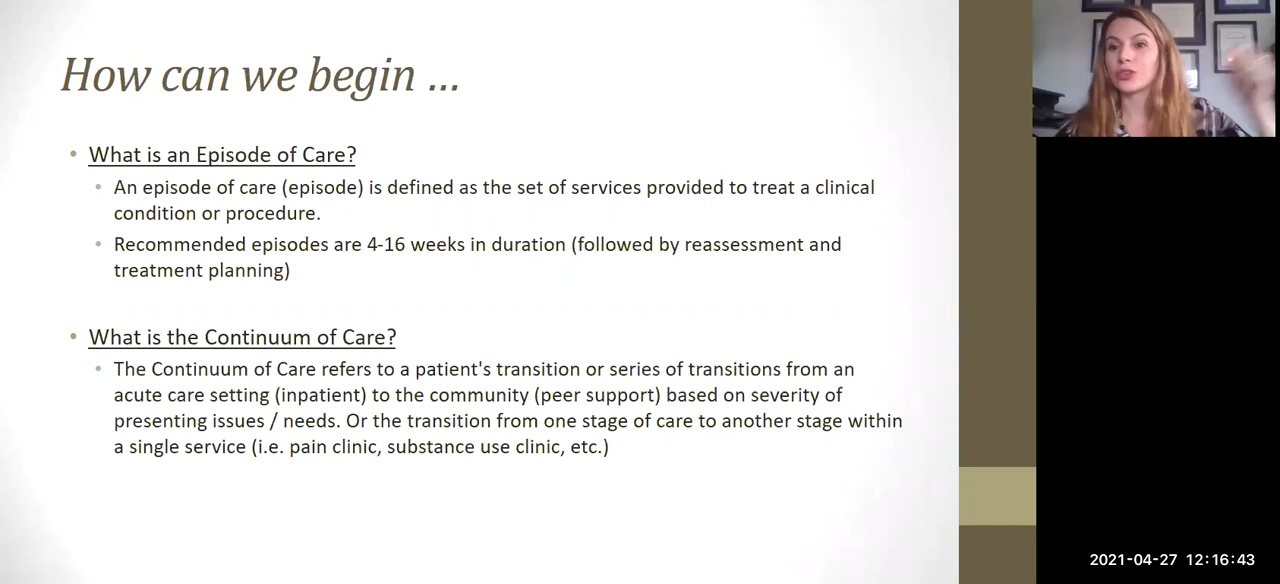 How can we begin ...
• What is an Episode of Care?
• An episode of care (episode) is defined as the set of services provided to treat a clinical
condition or procedure.
• Recommended episodes are 4-16 weeks in duration (followed by reassessment and
treatment planning)
• What is the Continuum of Care?
• The Continuum of Care refers to a patient's transition or series of transitions from an
acute care setting (inpatient) to the community (peer support) based on severity of
presenting issues / needs. Or the transition from one stage of care to another stage within
a single service (i.e. pain clinic, substance use clinic, etc.)
2021-04-27 12:16:43